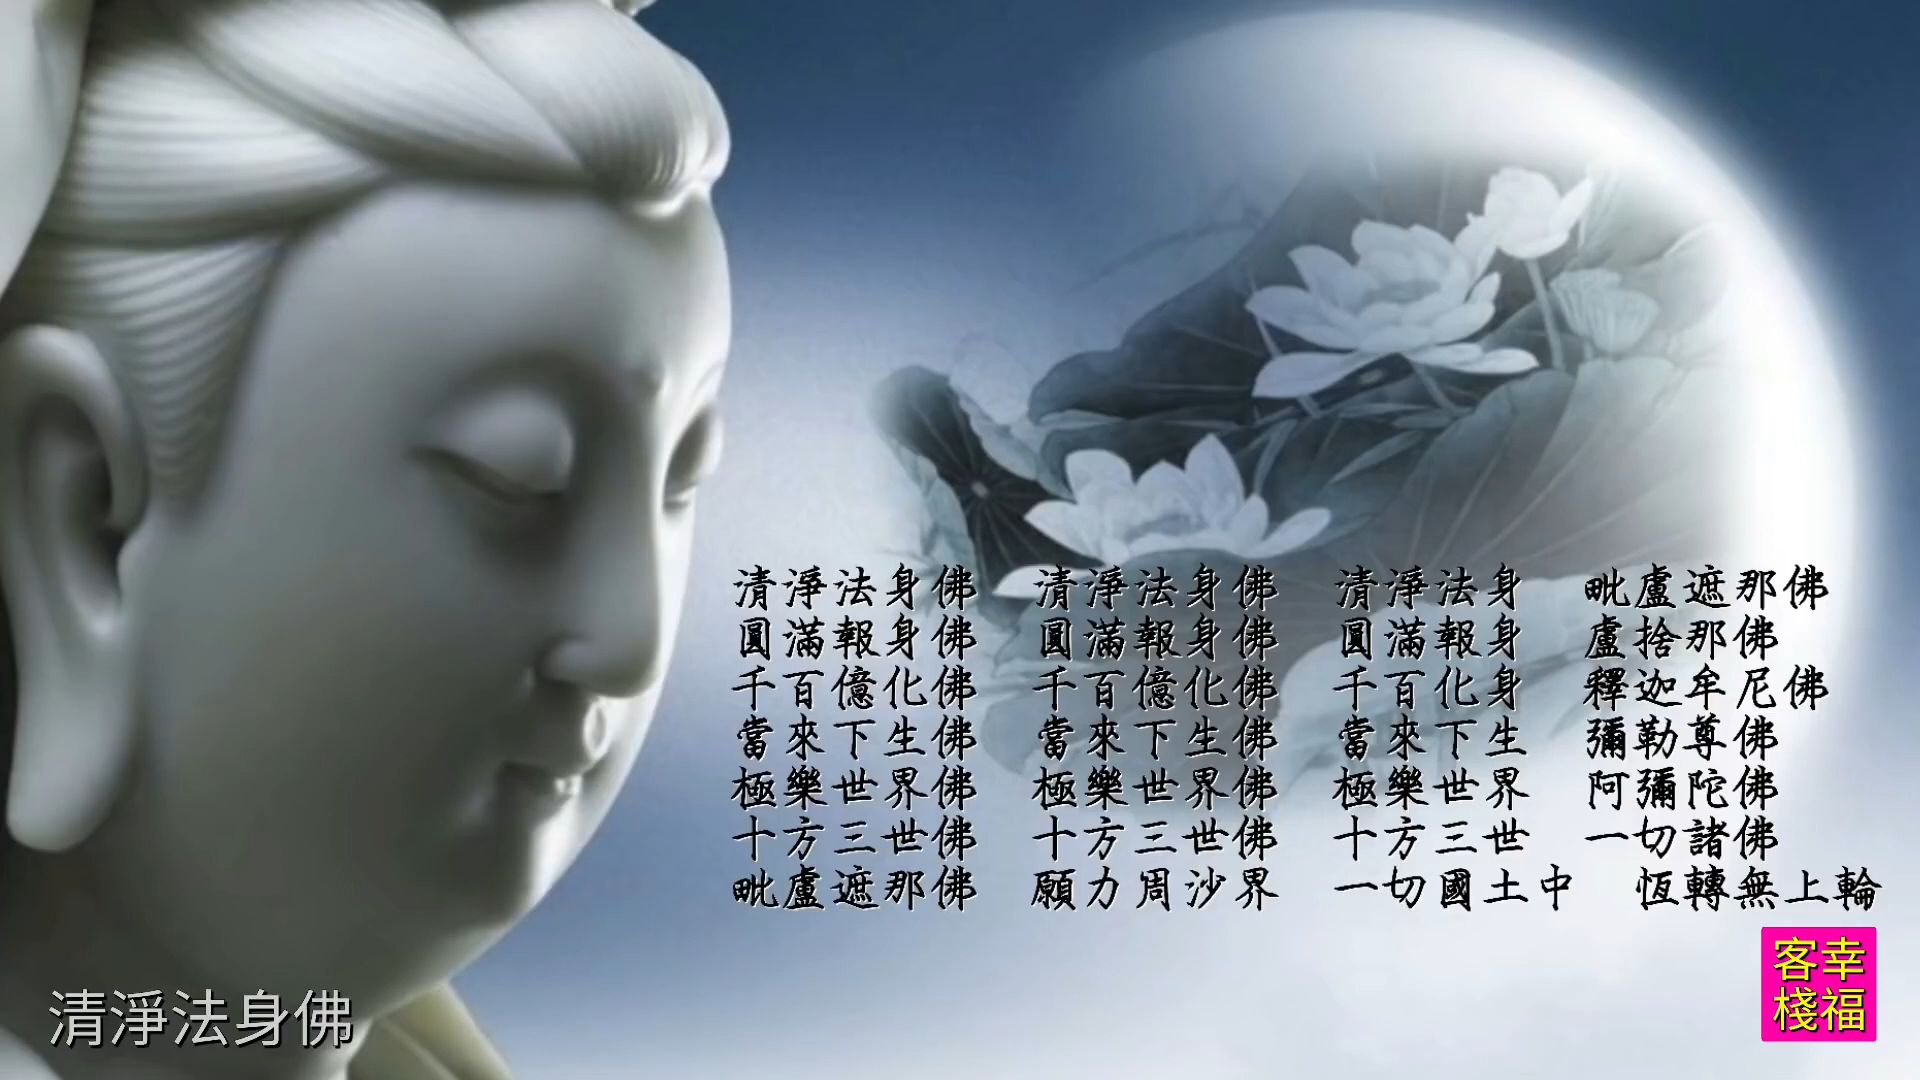 清淨法身佛 清淨法身佛 清淨法身 毗盧遮那佛
圓滿報身佛 圓滿報身佛 圓滿報身 盧捨那佛
千百億化佛 千百億化佛 千百化身 釋迦牟尼佛
當來下生佛 當來下生佛 當來下生 彌勒尊佛
極樂世界佛 極樂世界佛 極樂世界 阿彌陀佛
十方三世佛 十方三世佛 十方三世 一切諸佛
毗盧遮那佛 願力周沙界 一切國土中 恆轉無上輪
幸福
客棧
清淨法身佛